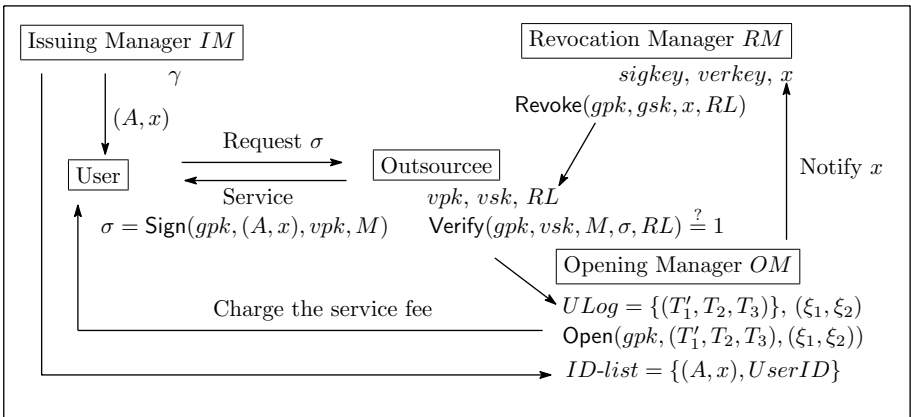 Issuing Manager IM
Revocation Manager RM
γ
sigkey, verkey, x
Revoke(gpk, gsk, x, RL)
(A, x)
Request σ
User
Outsourcee
Notify x
Service
vpk, vsk, RL
σ = Sign(gpk, (A, x), vpk, M)
Verify(gpk, vsk, M, σ, RL) ≟ 1
Opening Manager OM
Charge the service fee
ULog = {(T₁′, T₂, T₃)}, (ξ₁, ξ₂)
Open(gpk, (T₁′, T₂, T₃), (ξ₁, ξ₂))
ID-list = {(A, x), UserID}